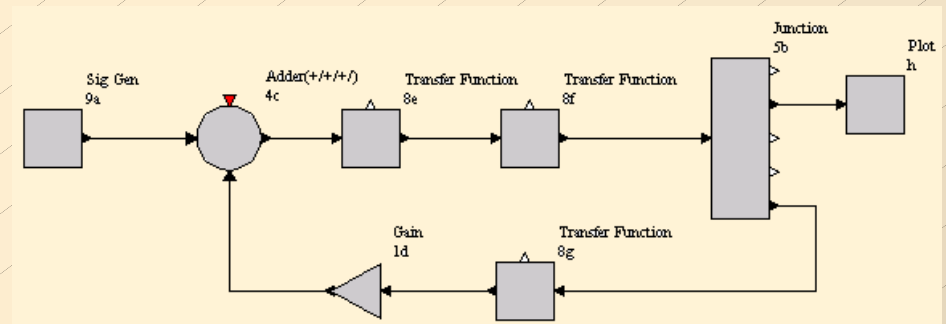 Junction
5b
Plot
h
Sig Gen
9a
Adder(+/+/+/)
4c
Transfer Function
8e
Transfer Function
8f
Gain
1d
Transfer Function
8g